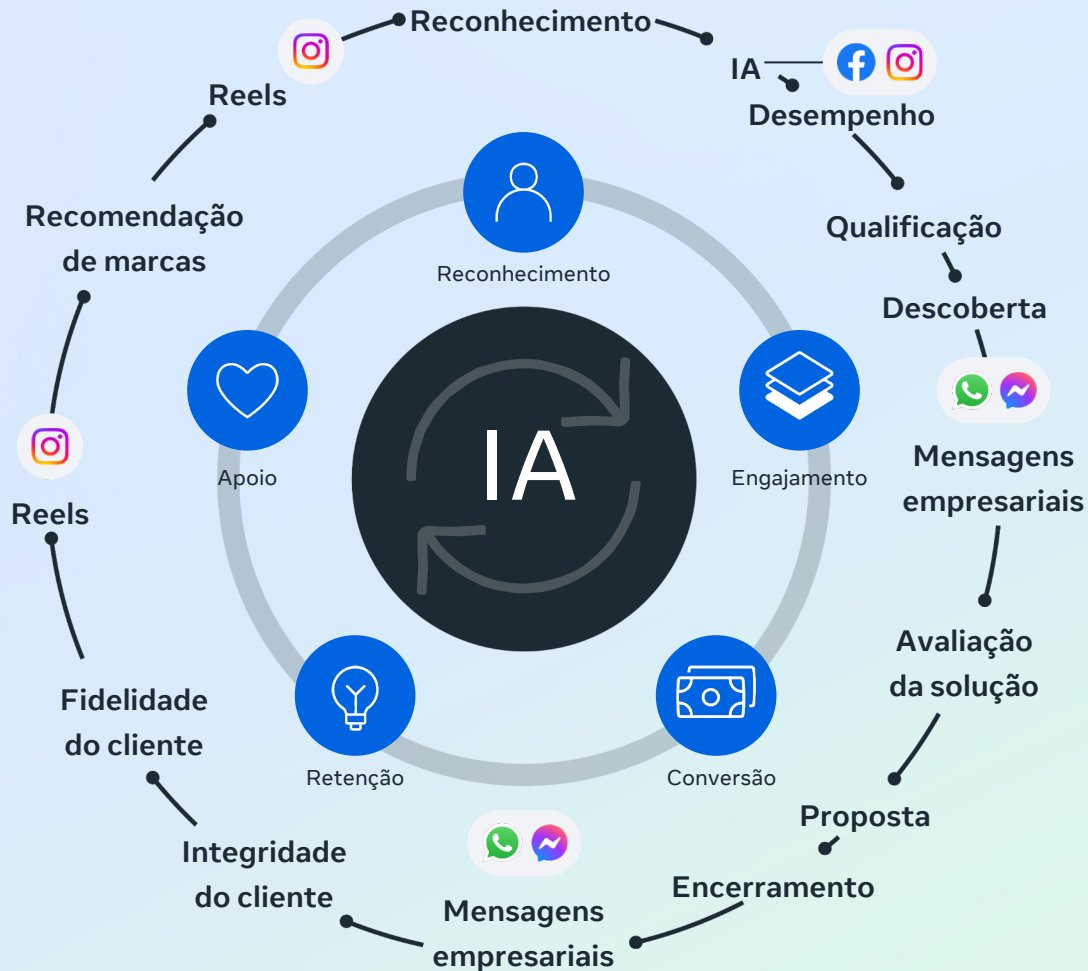 Reconhecimento
IA
Desempenho
Qualificação
Descoberta
Mensagens
empresariais
Avaliação
da solução
Proposta
Encerramento
Mensagens
empresariais
Integridade
do cliente
Fidelidade
do cliente
Reels
Recomendação
de marcas
Reels
Reconhecimento
Engajamento
Conversão
Retenção
Apoio
IA